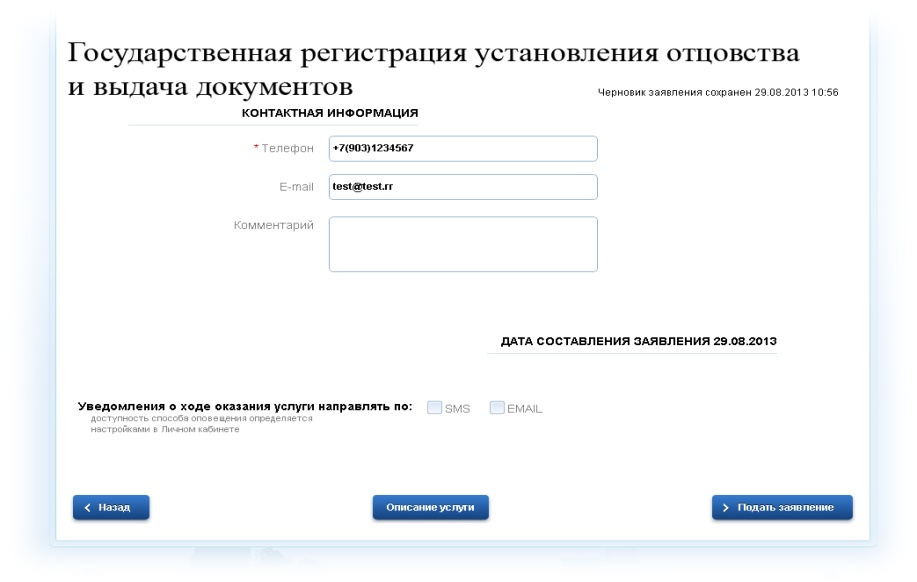 Государственная регистрация установления отцовства
и выдача документов
Черновик заявления сохранен 29.08.2013 10:56
КОНТАКТНАЯ ИНФОРМАЦИЯ
* Телефон +7(903)1234567
E-mail test@test.rr
Комментарий
ДАТА СОСТАВЛЕНИЯ ЗАЯВЛЕНИЯ 29.08.2013
Уведомления о ходе оказания услуги направлять по: SMS EMAIL
доступность способа оповещения определяется
настройками в Личном кабинете
Назад Описание услуги Подать заявление